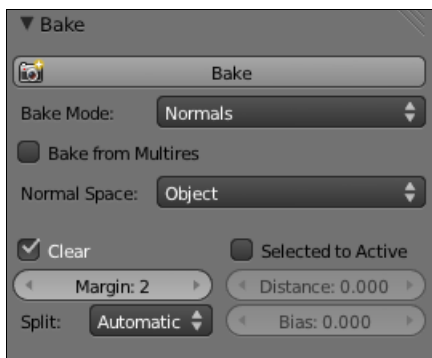 Bake
Bake
Bake Mode: Normals
Bake from Multires
Normal Space: Object
Clear Selected to Active
Margin: 2 Distance: 0.000
Split: Automatic Bias: 0.000